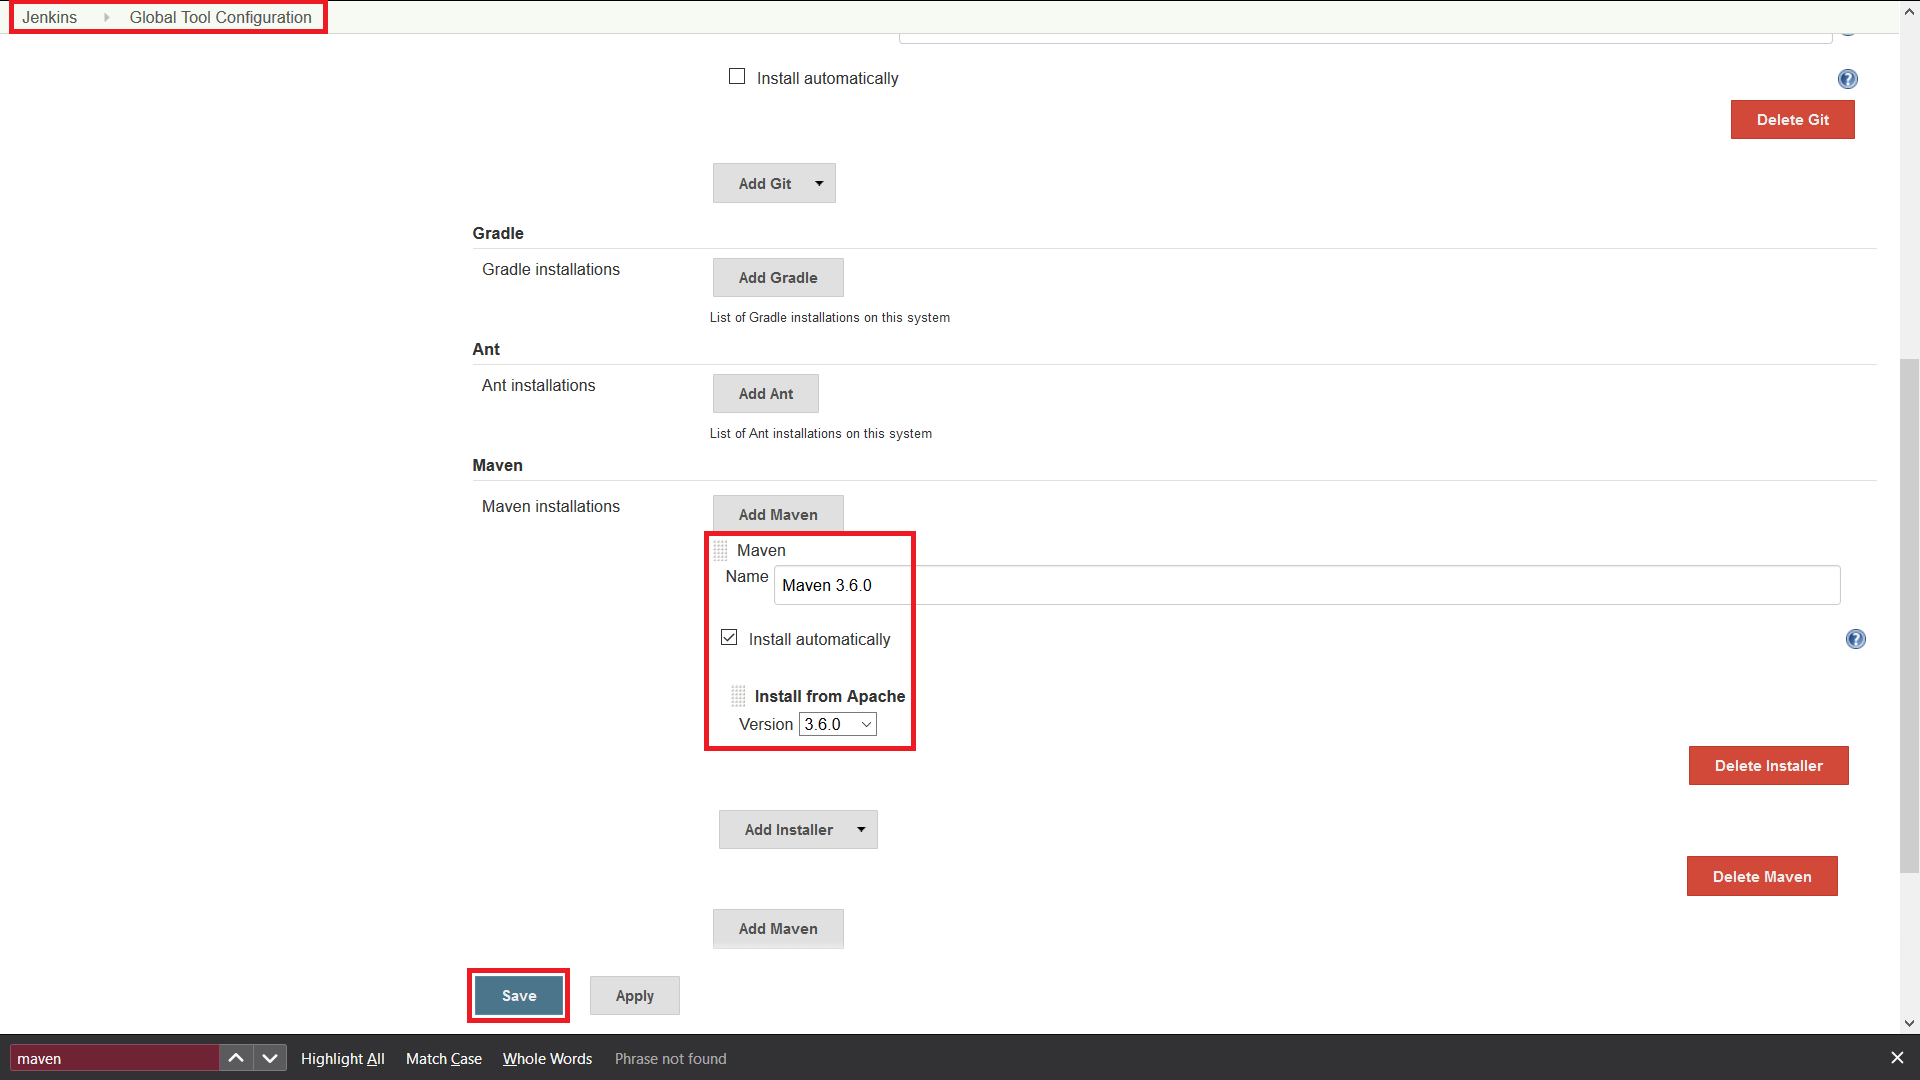 Jenkins Global Tool Configuration
Install automatically
Delete Git
Add Git
Gradle
Gradle installations
Add Gradle
List of Gradle installations on this system
Ant
Ant installations
Add Ant
List of Ant installations on this system
Maven
Maven installations
Add Maven
Maven
Name Maven 3.6.0
Install automatically
Install from Apache
Version 3.6.0
Delete Installer
Add Installer
Delete Maven
Add Maven
Save Apply
maven Highlight All Match Case Whole Words Phrase not found